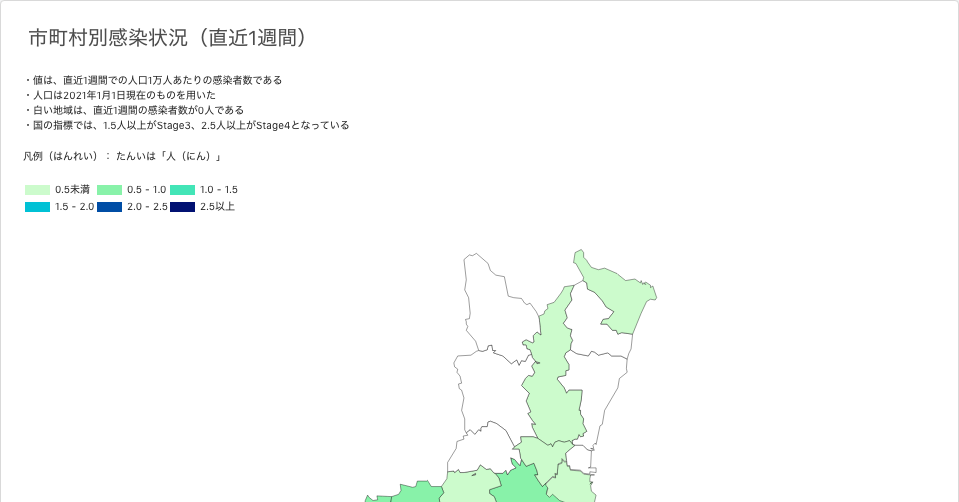 市町村別感染状況（直近1週間）
・値は、直近1週間での人口1万人あたりの感染者数である
・人口は2021年1月1日現在のものを用いた
・白い地域は、直近1週間の感染者数が0人である
・国の指標では、1.5人以上がStage3、2.5人以上がStage4となっている
凡例（はんれい）： たんいは「人（にん）」
0.5未満 0.5 - 1.0 1.0 - 1.5
1.5 - 2.0 2.0 - 2.5 2.5以上